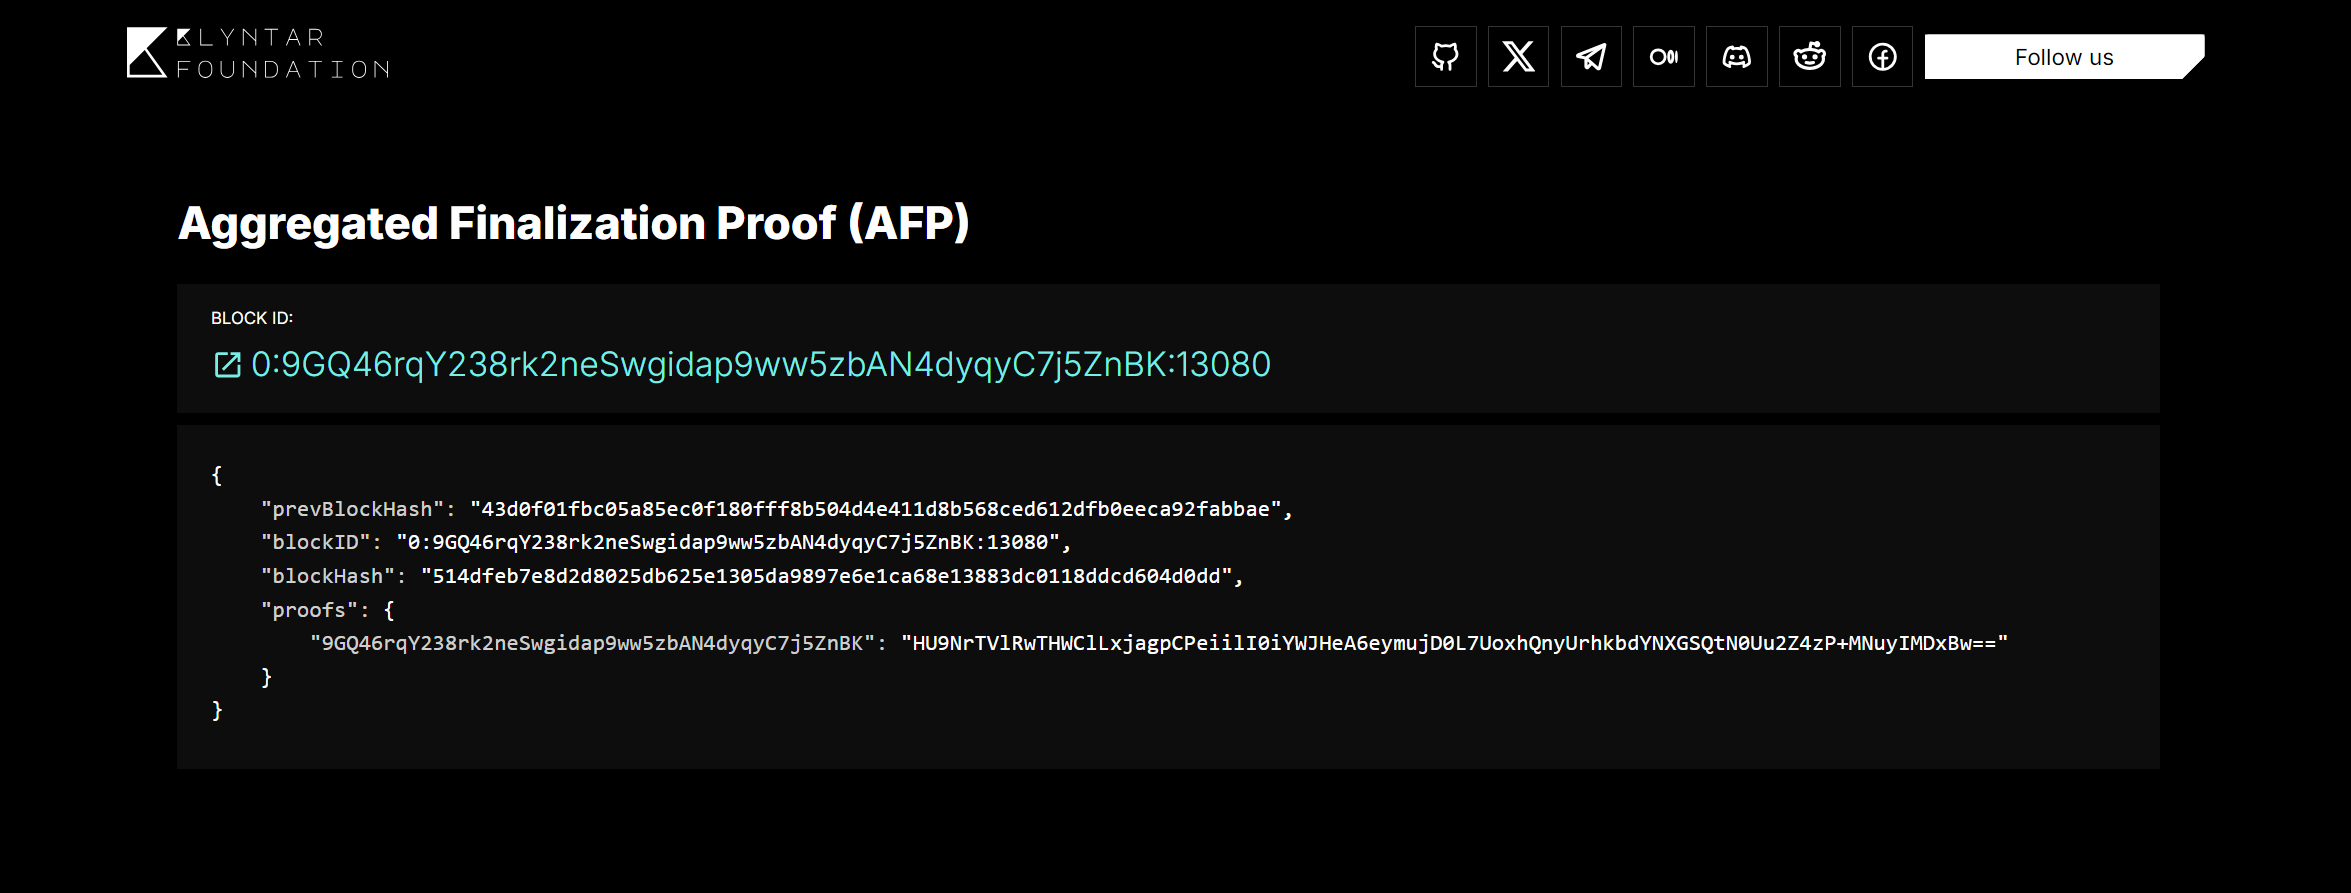 KLYNTAR
FOUNDATION
Follow us
Aggregated Finalization Proof (AFP)
BLOCK ID:
0:9GQ46rqY238rk2neSwgidap9ww5zbAN4dyqyC7j5ZnBK:13080
{
"prevBlockHash": "43d0f01fbc05a85ec0f180fff8b504d4e411d8b568ced612dfb0eeca92fabbae",
"blockID": "0:9GQ46rqY238rk2neSwgidap9ww5zbAN4dyqyC7j5ZnBK:13080",
"blockHash": "514dfeb7e8d2d8025db625e1305da9897e6e1ca68e13883dc0118ddcd604d0dd",
"proofs": {
"9GQ46rqY238rk2neSwgidap9ww5zbAN4dyqyC7j5ZnBK": "HU9NrTVlRwTHWClLxjagpCPeiilI0iYWJHeA6eymujD0L7UoxhQnyUrhkbdYNXGSQtN0Uu2Z4zP+MNuyIMDxBw=="
}
}